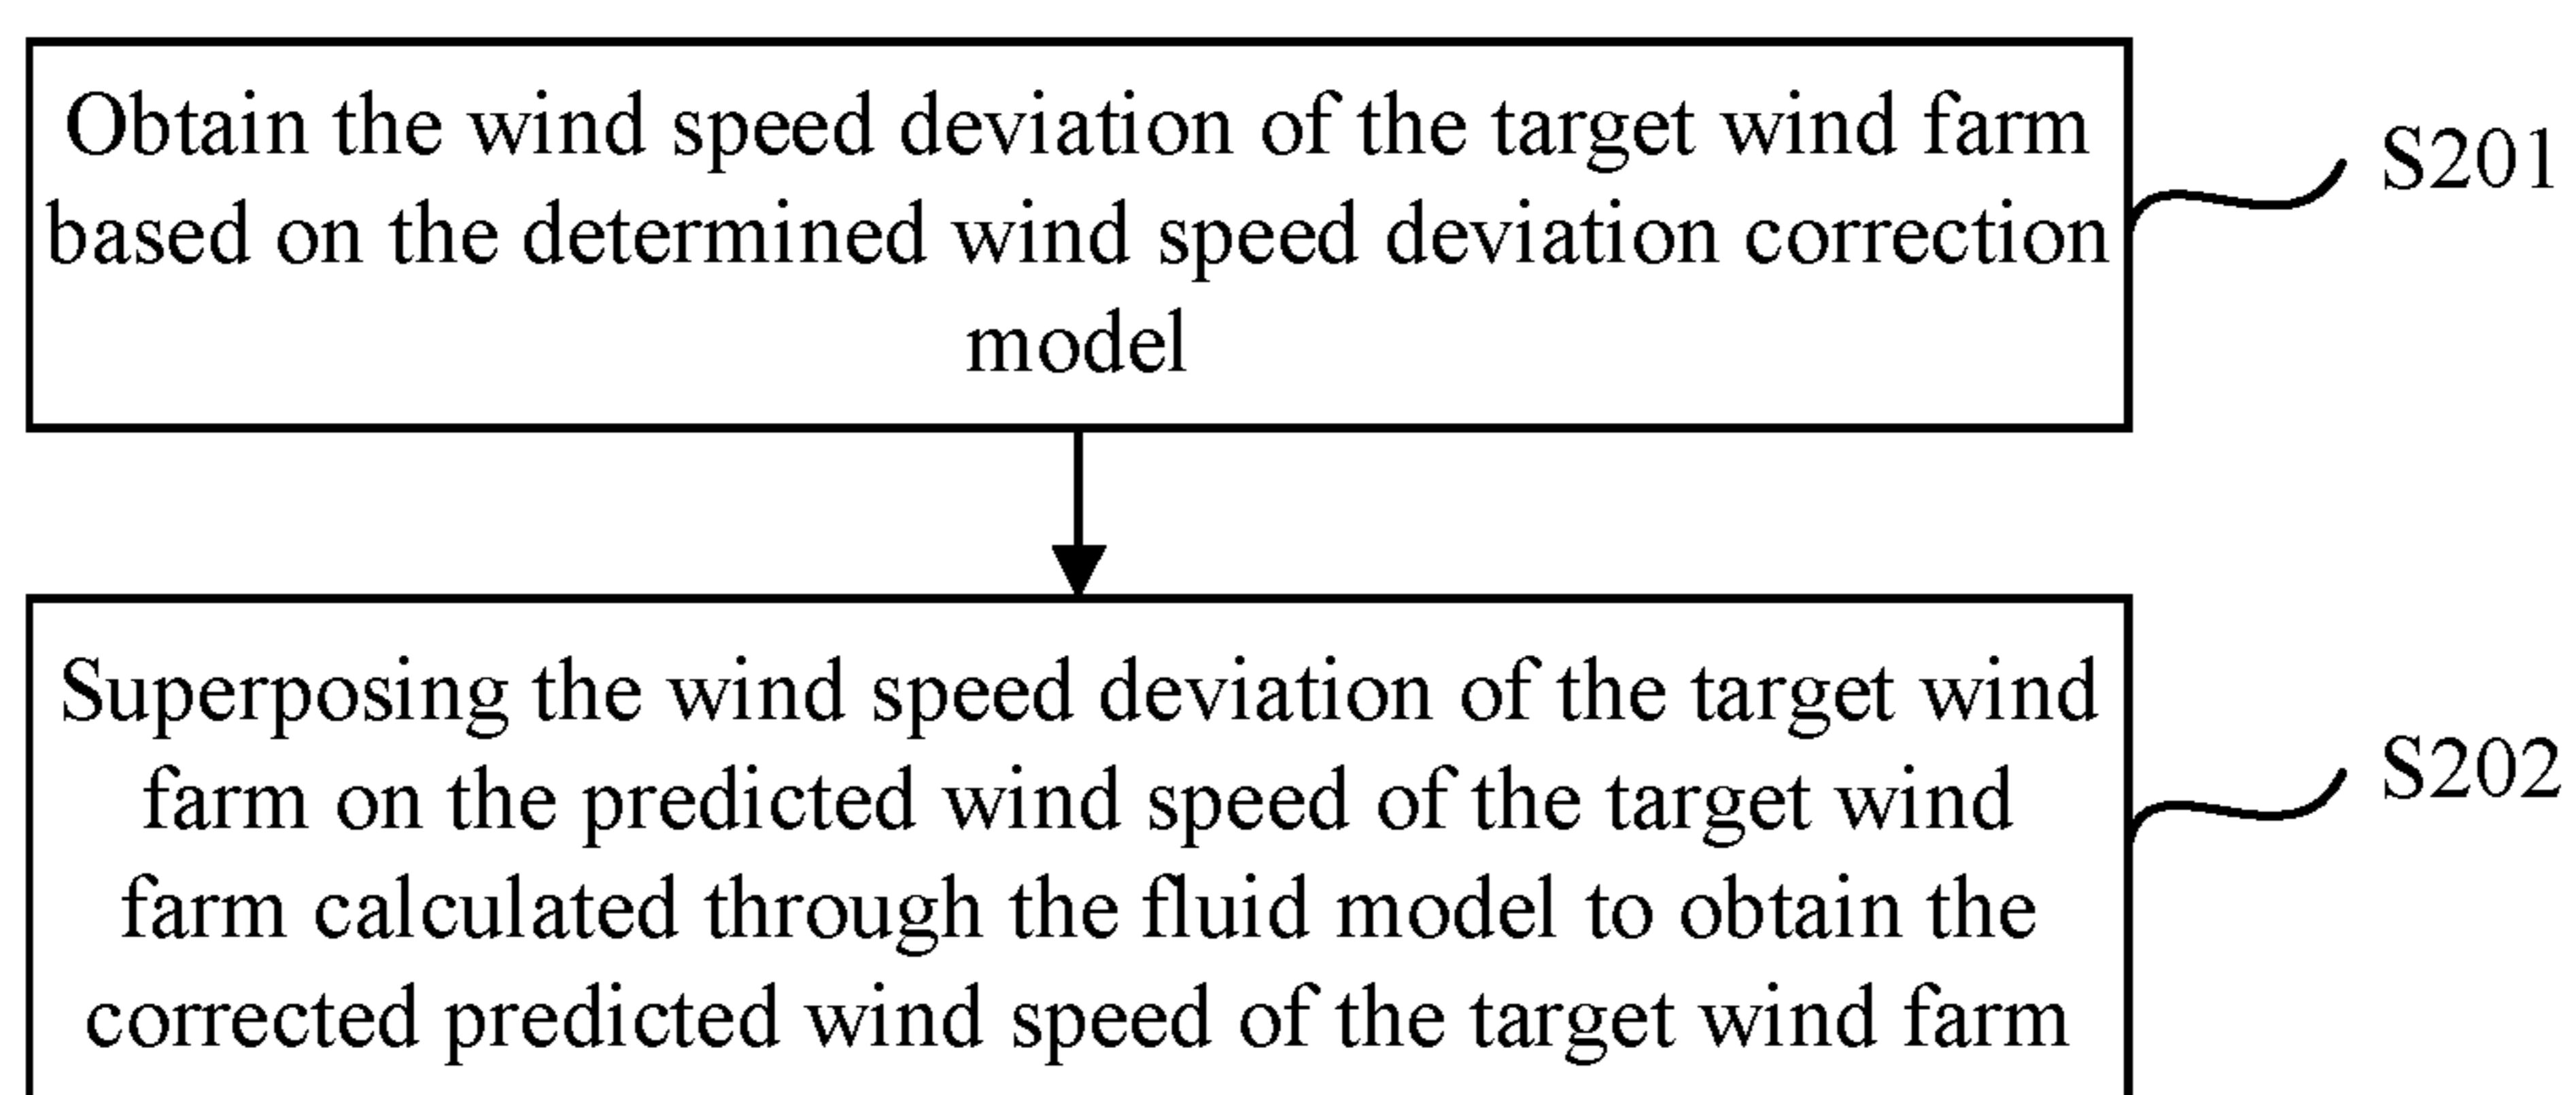 Obtain the wind speed deviation of the target wind farm
based on the determined wind speed deviation correction
model
S201
Superposing the wind speed deviation of the target wind
farm on the predicted wind speed of the target wind
farm calculated through the fluid model to obtain the
corrected predicted wind speed of the target wind farm
S202